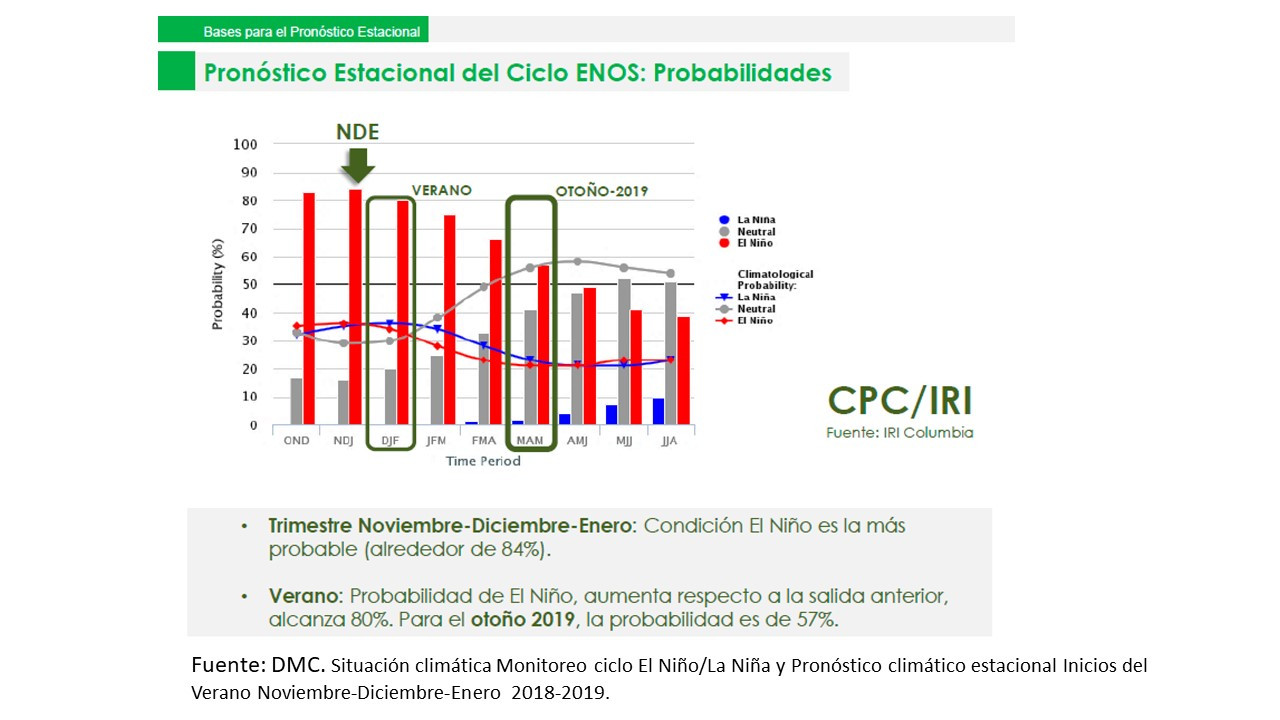 Bases para el Pronóstico Estacional
Pronóstico Estacional del Ciclo ENOS: Probabilidades
NDE
VERANO
OTOÑO-2019
100
90
80
70
60
50
40
30
20
10
0
Probability (%)
OND NDJ DJF JFM FMA MAM AMJ MJJ JJA
Time Period
La Niña
Neutral
El Niño
Climatological
Probability:
La Niña
Neutral
El Niño
CPC/IRI
Fuente: IRI Columbia
• Trimestre Noviembre-Diciembre-Enero: Condición El Niño es la más
probable (alrededor de 84%).
• Verano: Probabilidad de El Niño, aumenta respecto a la salida anterior,
alcanza 80%. Para el otoño 2019, la probabilidad es de 57%.
Fuente: DMC. Situación climática Monitoreo ciclo El Niño/La Niña y Pronóstico climático estacional Inicios del
Verano Noviembre-Diciembre-Enero 2018-2019.